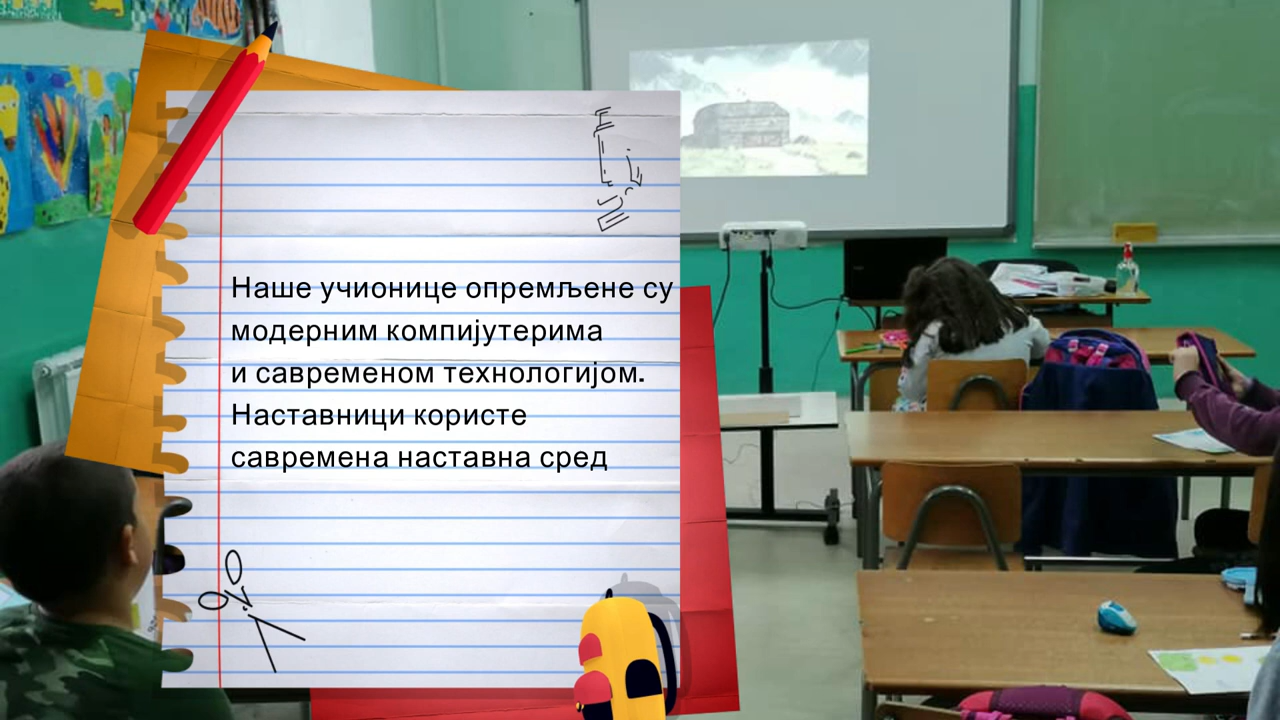 Наше учионице опремљене су
модерним компијутерима
и савременом технологијом.
Наставници користе
савремена наставна сред